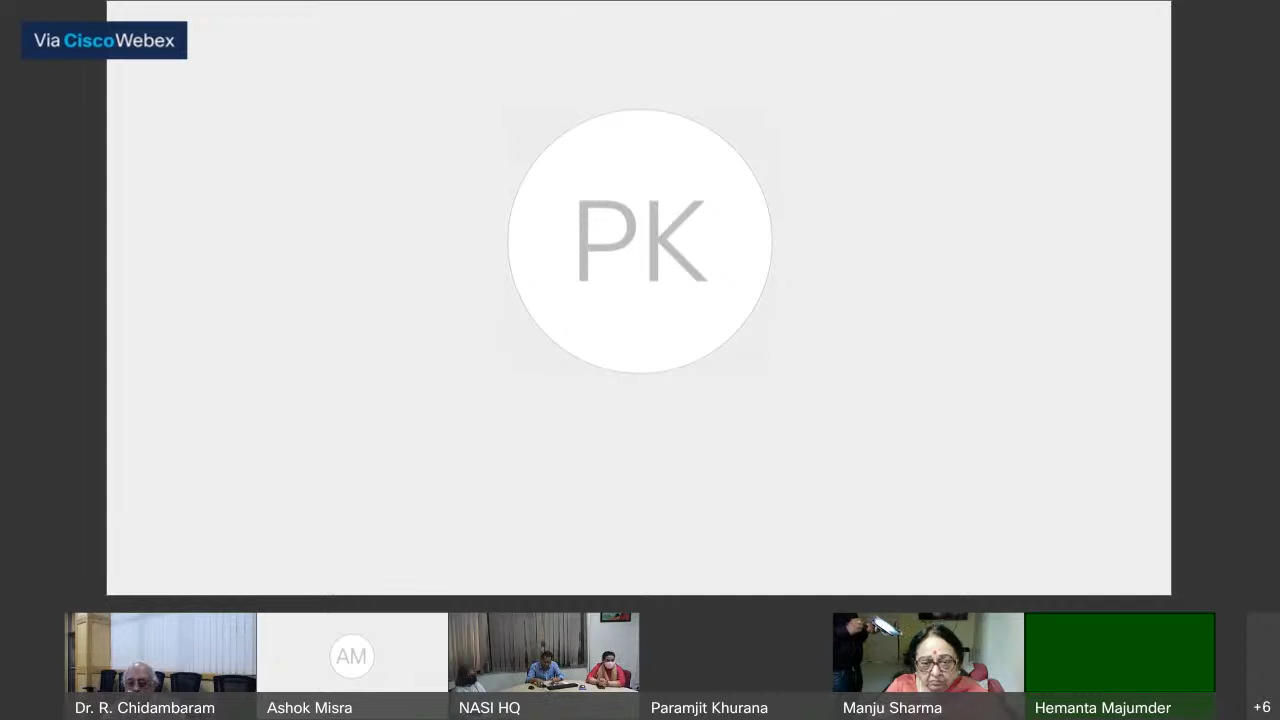 Via CiscoWebex
PK
AM
Dr. R. Chidambaram
Ashok Misra
NASI HQ
Paramjit Khurana
Manju Sharma
Hemanta Majumder
+6